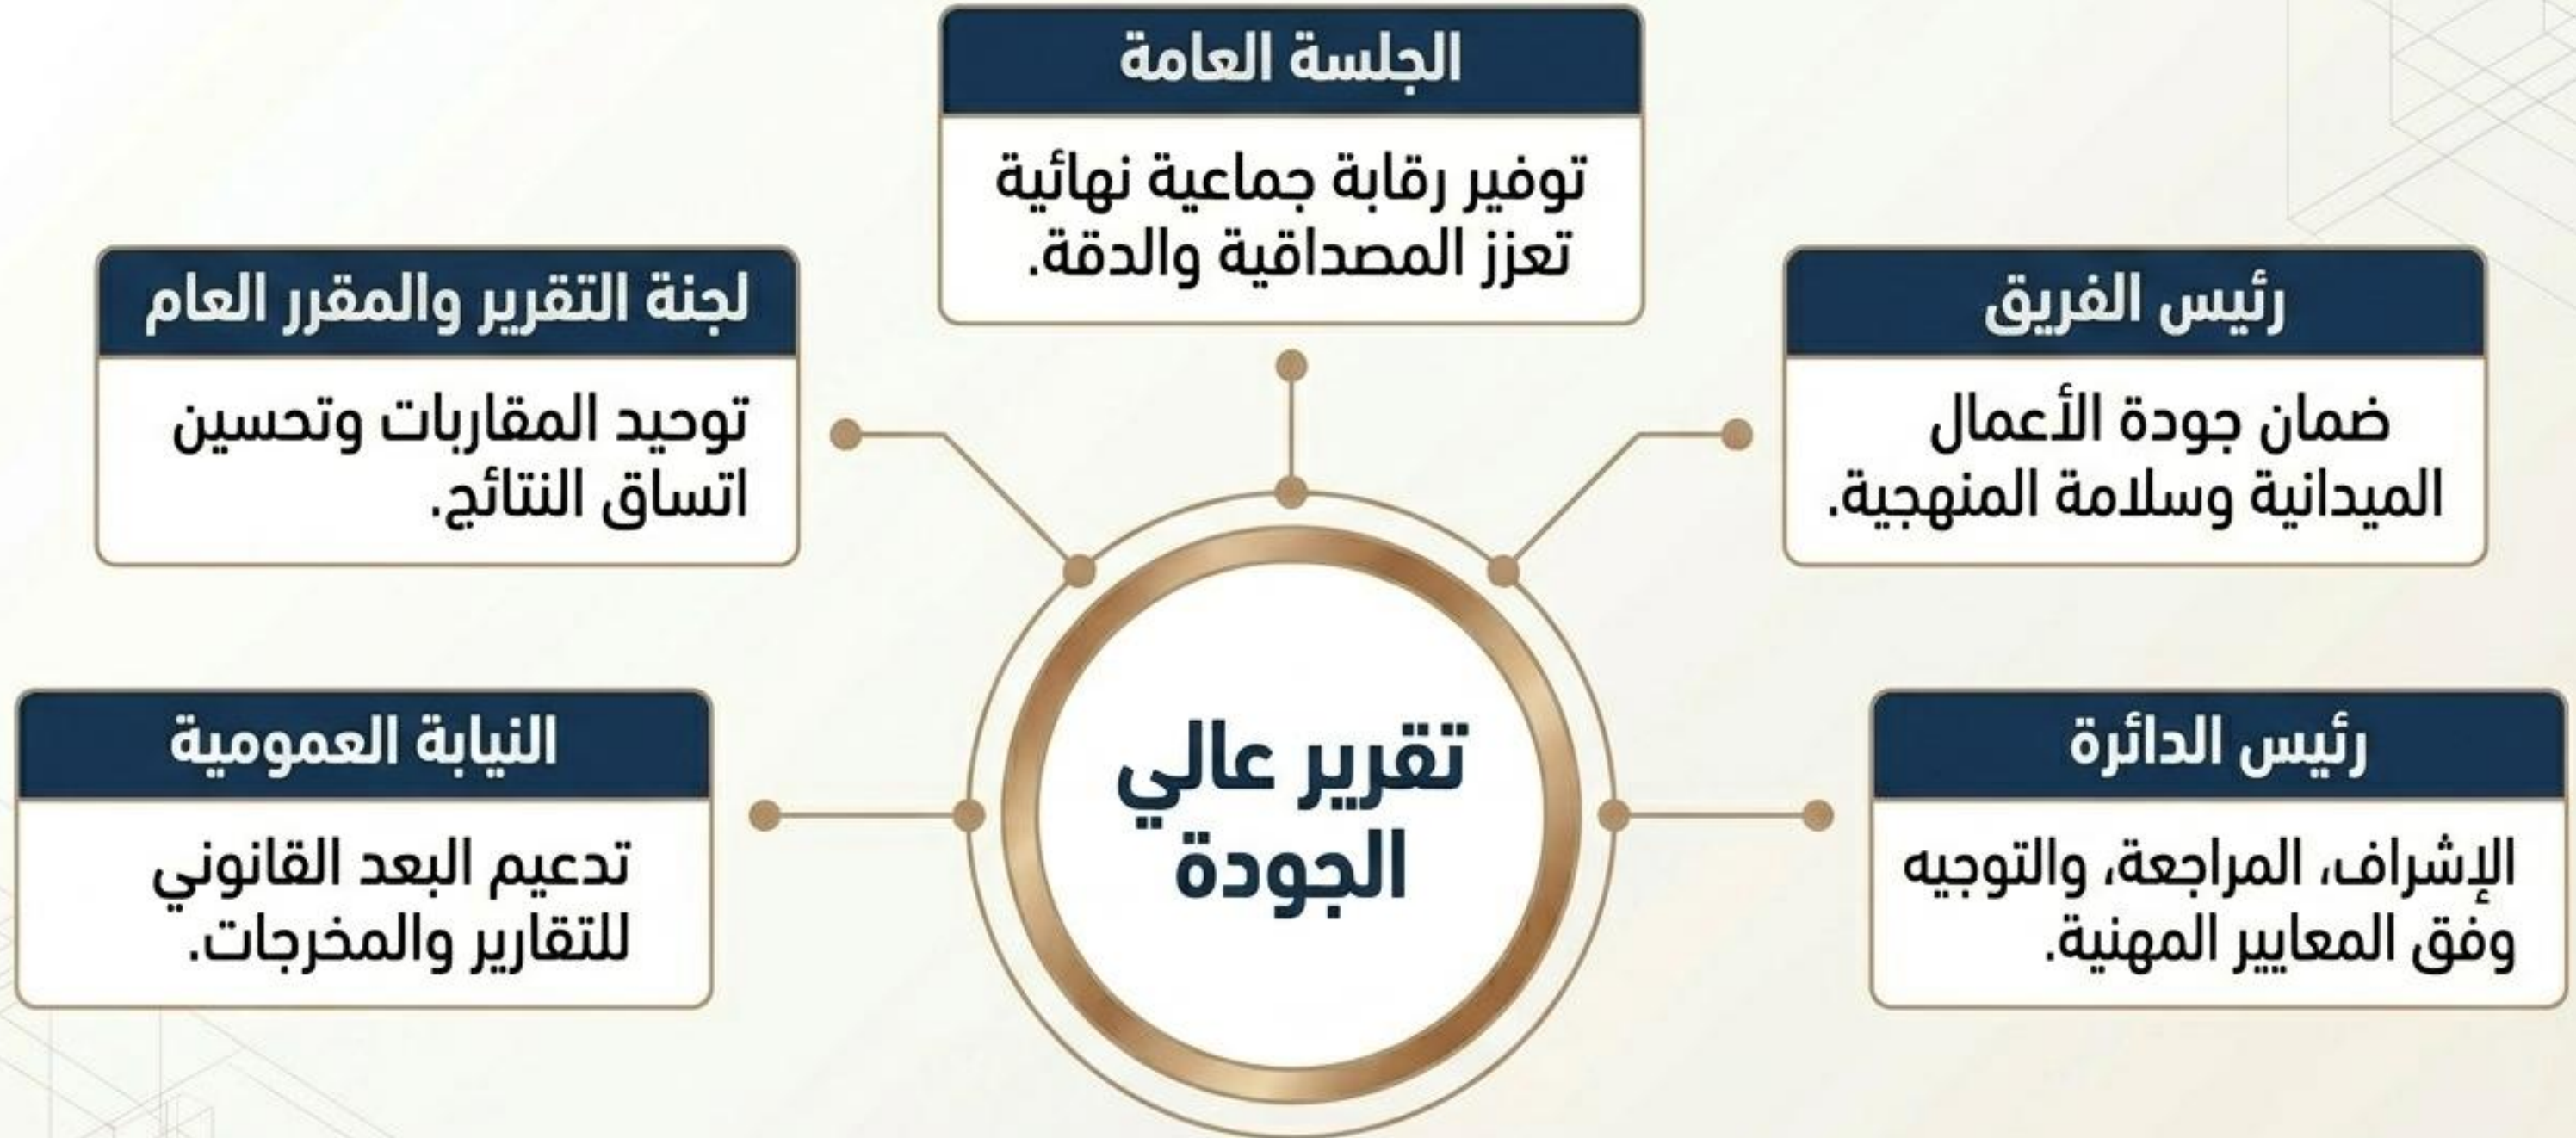 الجلسة العامة
توفير رقابة جماعية نهائية
تعزز المصداقية والدقة.
رئيس الفريق
ضمان جودة الأعمال
الميدانية وسلامة المنهجية.
لجنة التقرير والمقرر العام
توحيد المقاربات وتحسين
اتساق النتائج.
رئيس الدائرة
الإشراف، المراجعة، والتوجيه
وفق المعايير المهنية.
تقرير عالي
الجودة
النيابة العمومية
تدعيم البعد القانوني
للتقارير والمخرجات.